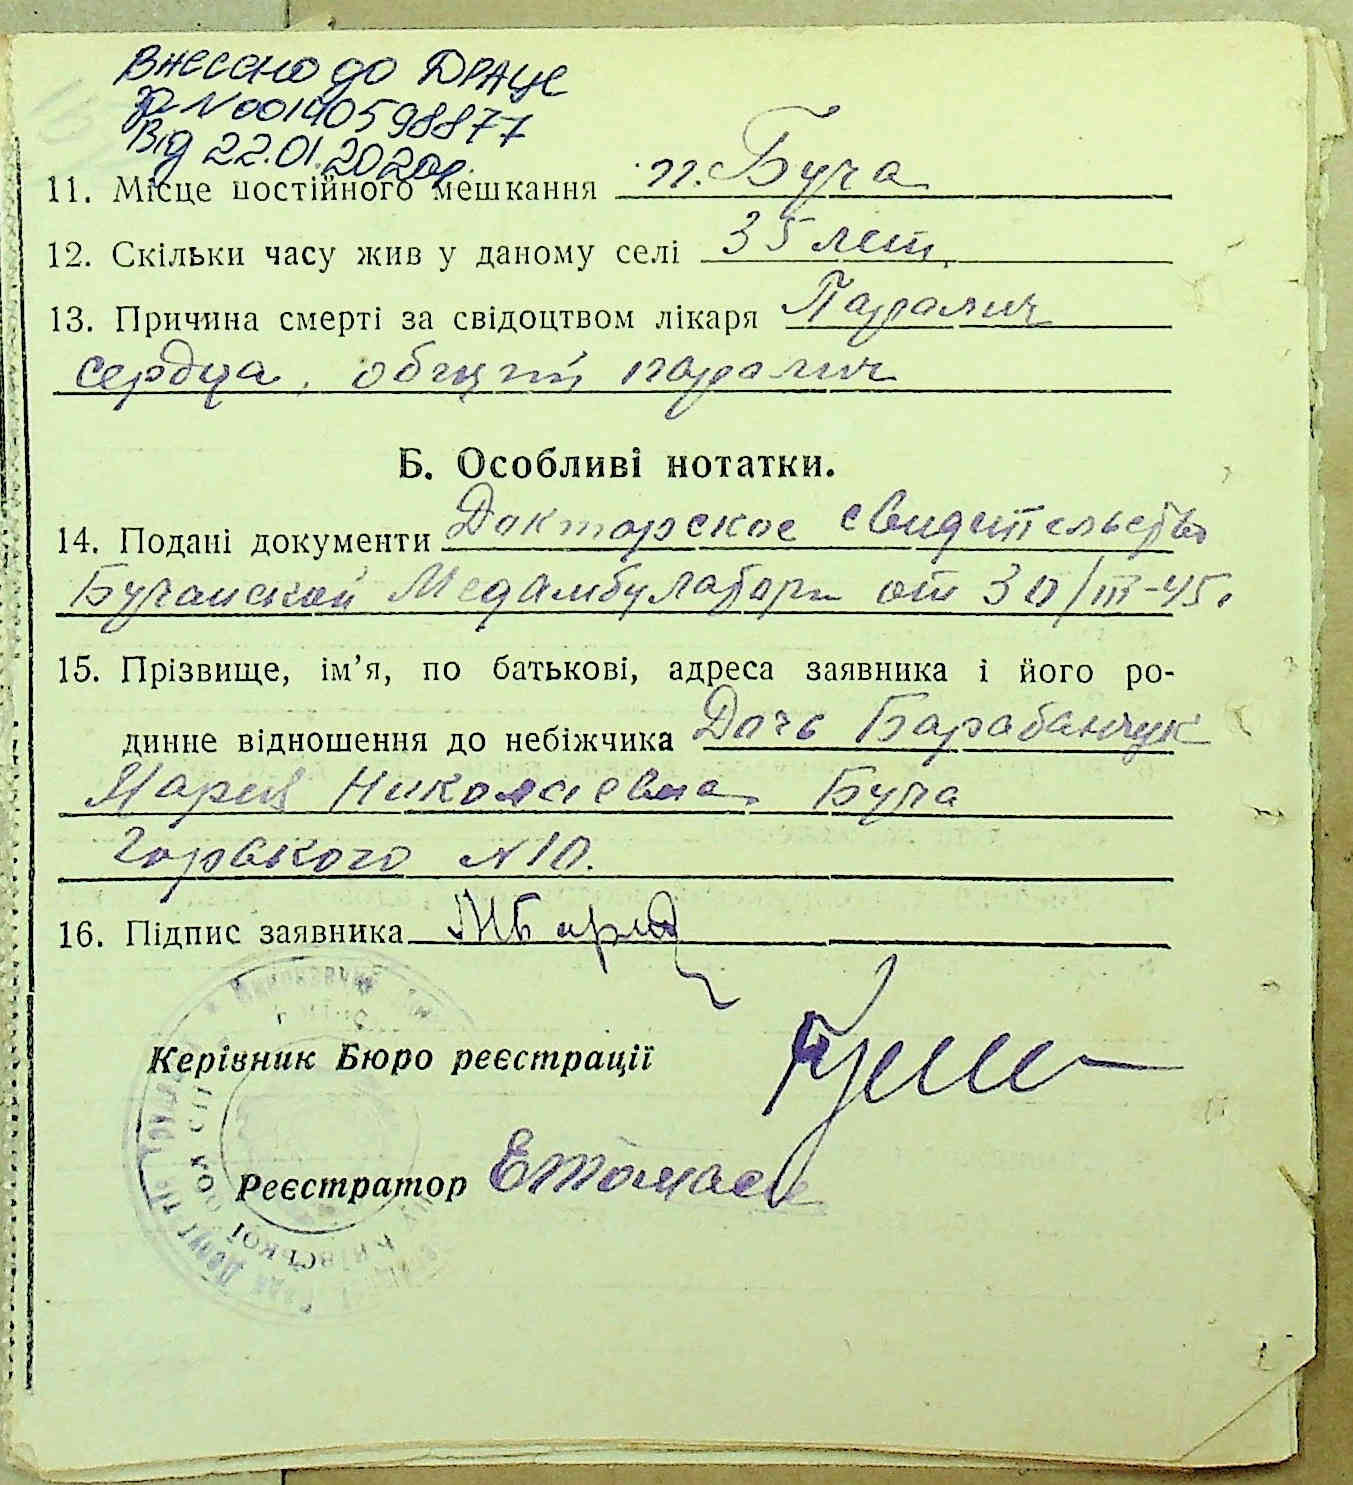 Внесено до ДРАЦС
за №00140598877
від 22.01.2020р.
11. Місце постійного мешкання п. Буча
12. Скільки часу жив у даному селі 35 лет,
13. Причина смерті за свідоцтвом лікаря Паралич
сердца, общий паралич
Б. Особливі нотатки.
14. Подані документи Докторское свидетельство
Бучанской Медамбулатори от 30/III-45.
15. Прізвище, ім’я, по батькові, адреса заявника і його ро-
динне відношення до небіжчика Дочь Барабанчук
Мария Николаевна, Буча
Горького №10.
16. Підпис заявника
Керівник Бюро реєстрації
Реєстратор